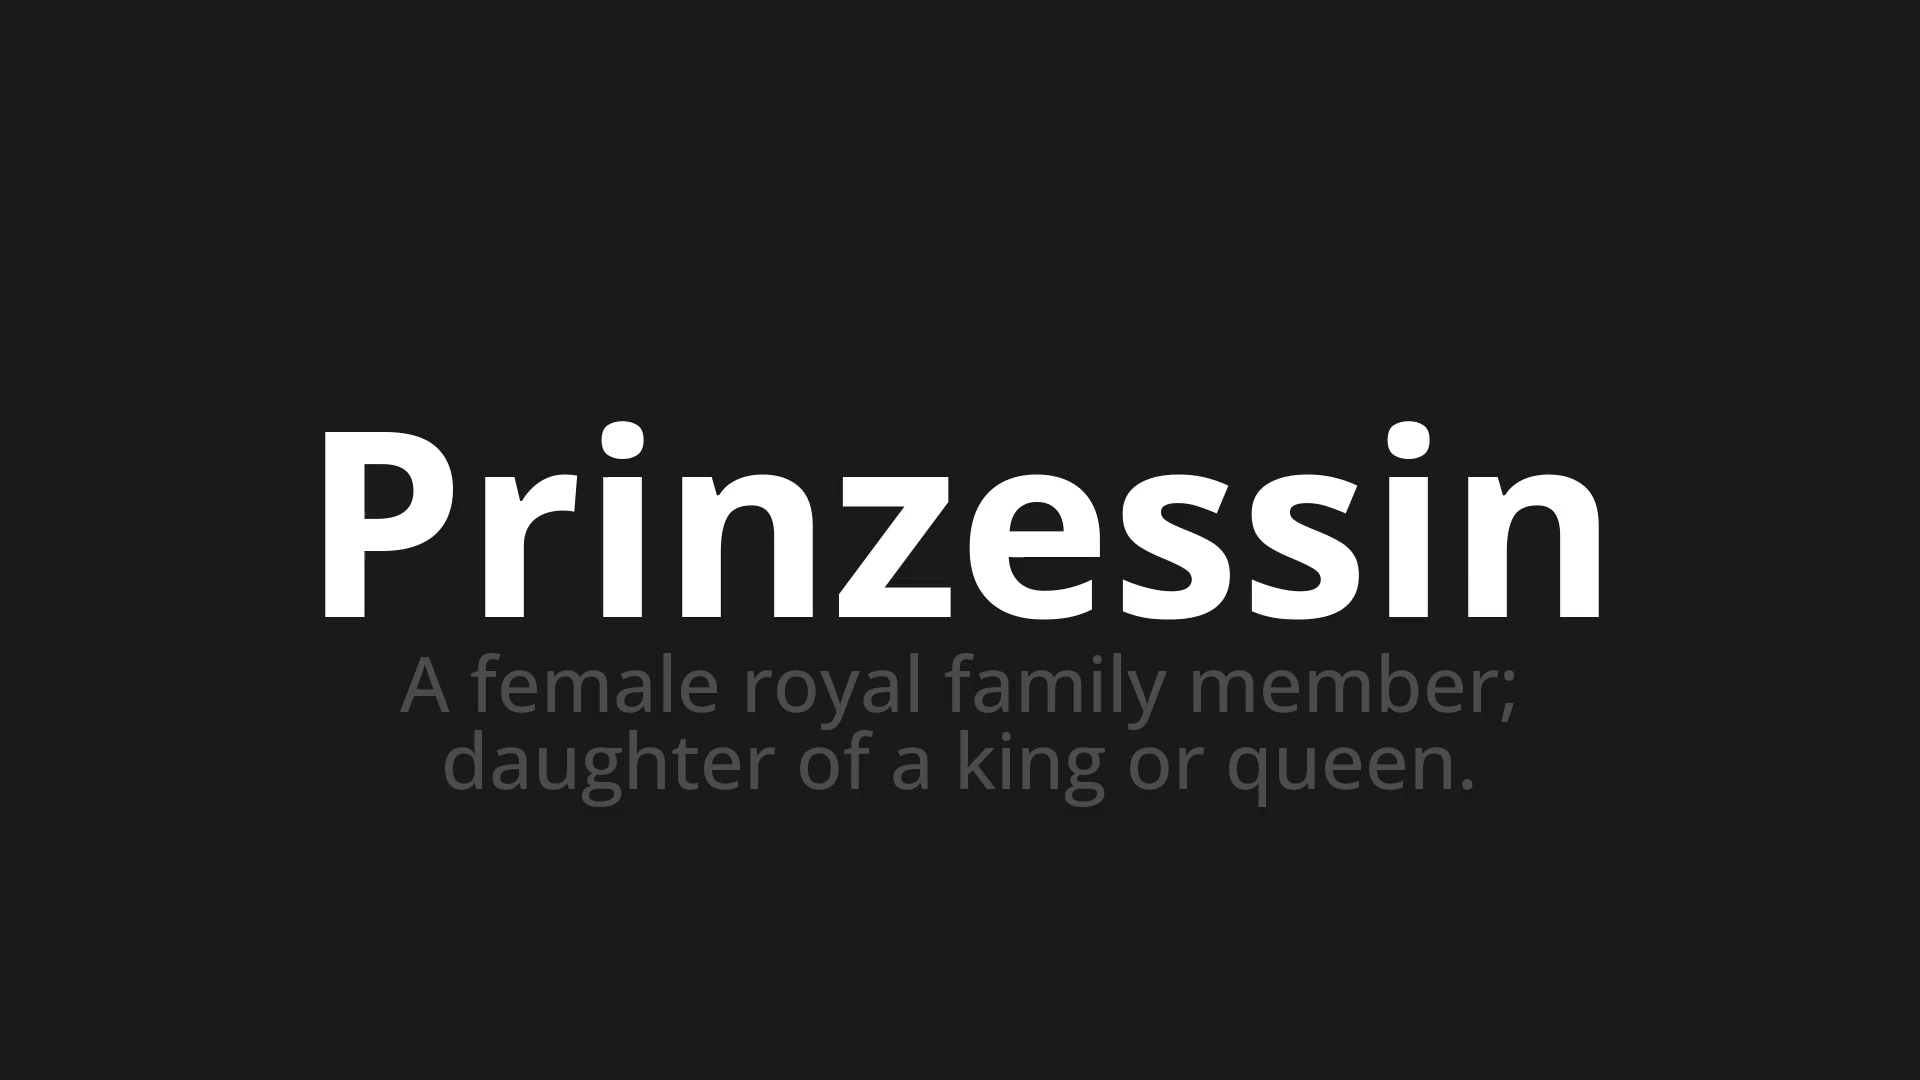 Prinzessin
A female royal family member;
daughter of a king or queen.